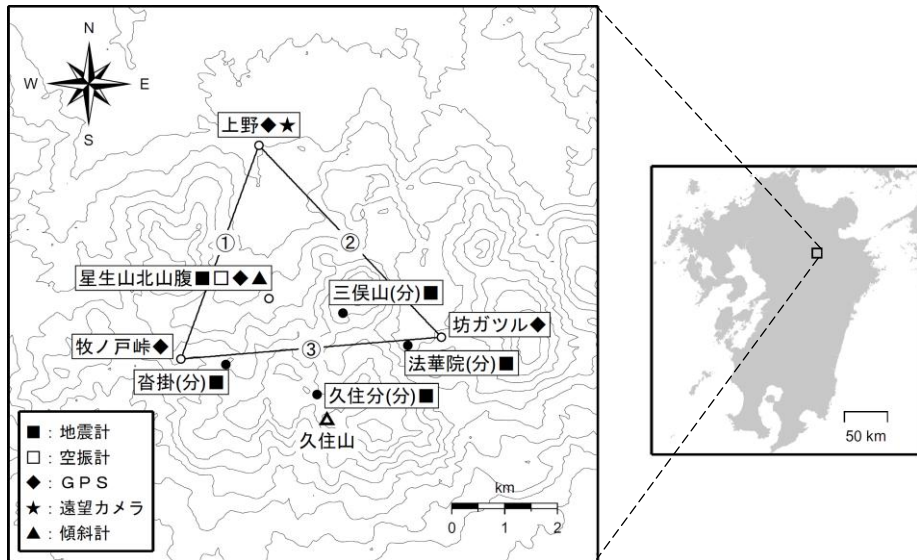 N
W
E
S
上野◆★
①
②
星生山北山腹■□◆▲
三俣山(分)■
坊ガツル◆
牧ノ戸峠◆
③
法華院(分)■
沓掛(分)■
久住分(分)■
久住山
■：地震計
□：空振計
◆：ＧＰＳ
★：遠望カメラ
▲：傾斜計
km
0 1 2
50 km